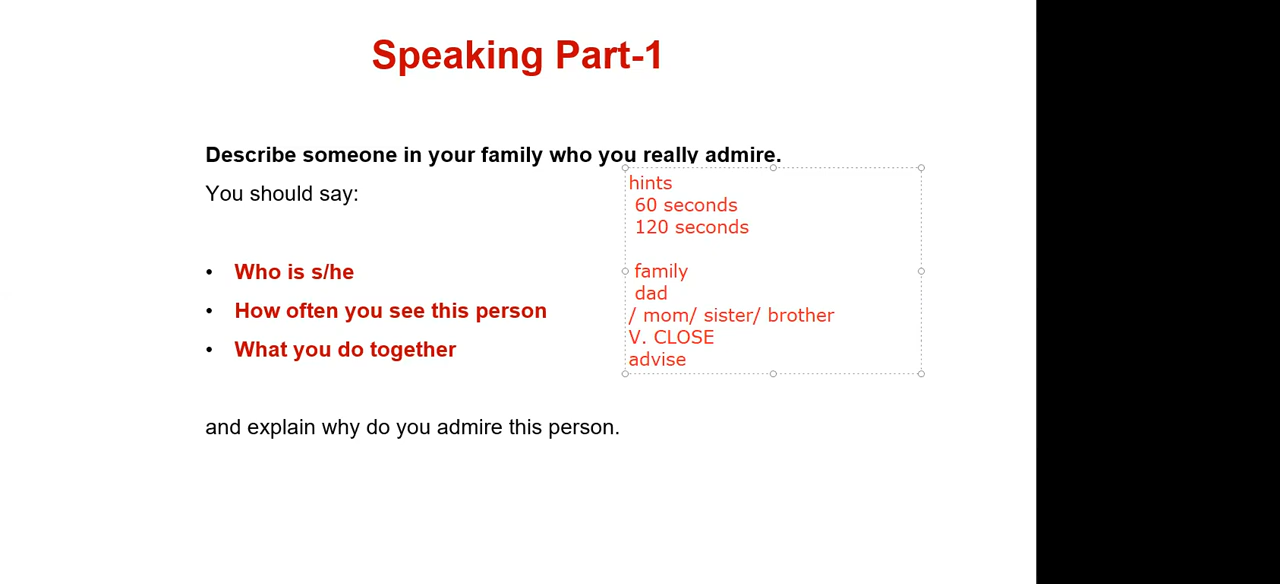 Speaking Part-1
Describe someone in your family who you really admire.
You should say:
• Who is s/he
• How often you see this person
• What you do together
and explain why do you admire this person.
hints
60 seconds
120 seconds
family
dad
/ mom/ sister/ brother
V. CLOSE
advise